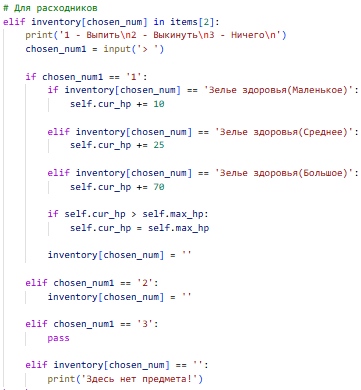 # Для расходников
elif inventory[chosen_num] in items[2]:
print('1 - Выпить\n2 - Выкинуть\n3 - Ничего\n')
chosen_num1 = input('> ')
if chosen_num1 == '1':
if inventory[chosen_num] == 'Зелье здоровья(Маленькое)':
self.cur_hp += 10
elif inventory[chosen_num] == 'Зелье здоровья(Среднее)':
self.cur_hp += 25
elif inventory[chosen_num] == 'Зелье здоровья(Большое)':
self.cur_hp += 70
if self.cur_hp > self.max_hp:
self.cur_hp = self.max_hp
inventory[chosen_num] = ''
elif chosen_num1 == '2':
inventory[chosen_num] = ''
elif chosen_num1 == '3':
pass
elif inventory[chosen_num] == '':
print('Здесь нет предмета!')